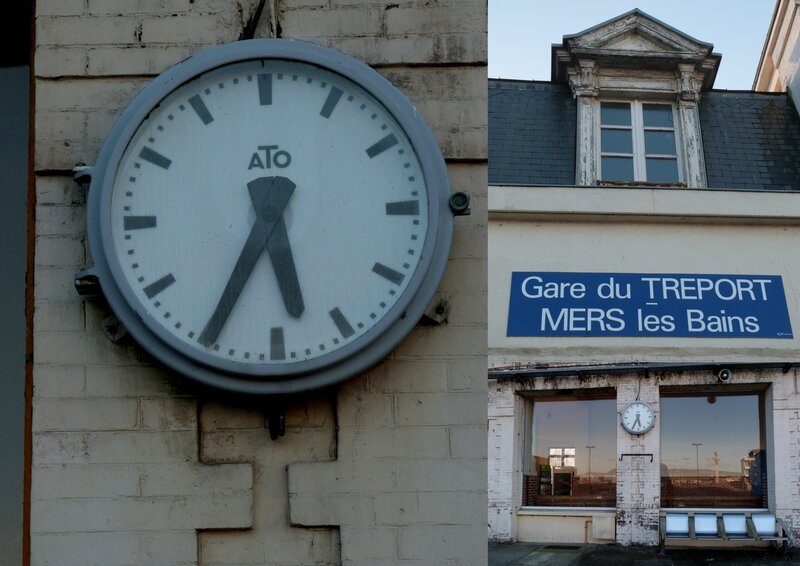 ATO
Gare du TREPORT
MERS les Bains